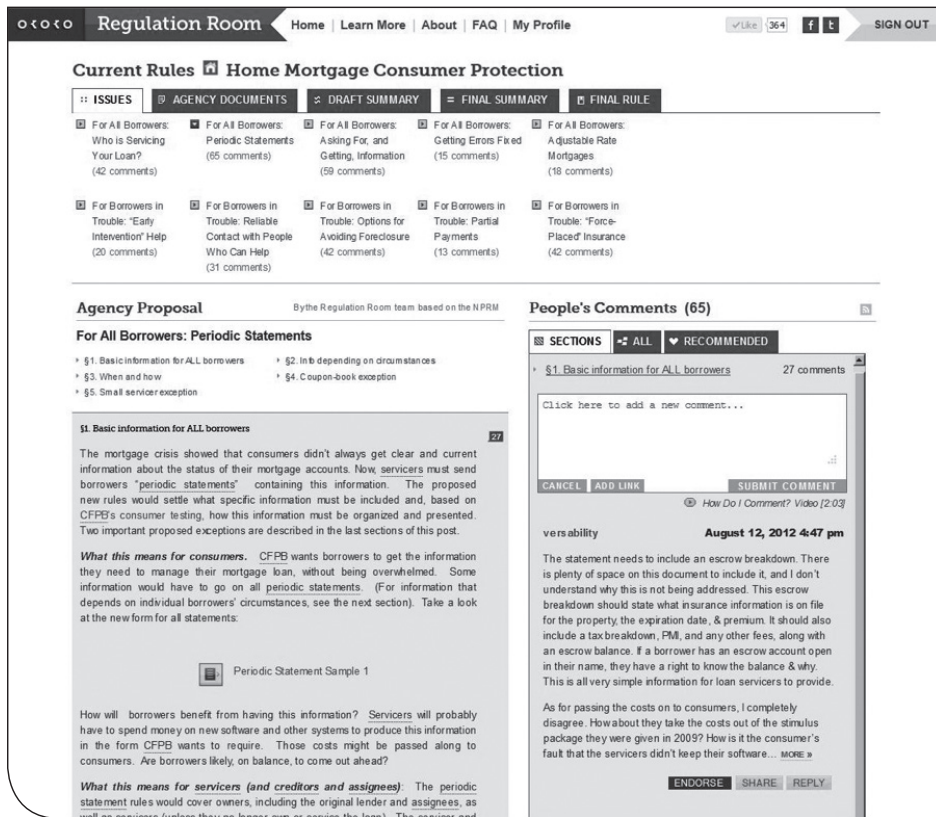 Regulation Room
Home | Learn More | About | FAQ | My Profile
Like 364
f t
SIGN OUT
Current Rules Home Mortgage Consumer Protection
ISSUES
AGENCY DOCUMENTS
DRAFT SUMMARY
FINAL SUMMARY
FINAL RULE
For All Borrowers:
Who is Servicing
Your Loan?
(42 comments)
For All Borrowers:
Periodic Statements
(65 comments)
For All Borrowers:
Asking For, and
Getting, Information
(59 comments)
For All Borrowers:
Getting Errors Fixed
(15 comments)
For All Borrowers:
Adjustable Rate
Mortgages
(18 comments)
For Borrowers in
Trouble: "Early
Intervention" Help
(20 comments)
For Borrowers in
Trouble: Reliable
Contact with People
Who Can Help
(31 comments)
For Borrowers in
Trouble: Options for
Avoiding Foreclosure
(42 comments)
For Borrowers in
Trouble: Partial
Payments
(13 comments)
For Borrowers in
Trouble: "Force-
Placed" Insurance
(42 comments)
Agency Proposal
By the Regulation Room team based on the NPRM
For All Borrowers: Periodic Statements
§1. Basic information for ALL borrowers
§2. Info depending on circumstances
§3. When and how
§4. Coupon-book exception
§5. Small servicer exception
§1. Basic information for ALL borrowers
27
The mortgage crisis showed that consumers didn't always get clear and current
information about the status of their mortgage accounts. Now, servicers must send
borrowers "periodic statements" containing this information. The proposed
new rules would settle what specific information must be included and, based on
CFPB's consumer testing, how this information must be organized and presented.
Two important proposed exceptions are described in the last sections of this post.
What this means for consumers. CFPB wants borrowers to get the information
they need to manage their mortgage loan, without being overwhelmed. Some
information would have to go on all periodic statements. (For information that
depends on individual borrowers' circumstances, see the next section). Take a look
at the new form for all statements:
Periodic Statement Sample 1
How will borrowers benefit from having this information? Servicers will probably
have to spend money on new software and other systems to produce this information
in the form CFPB wants to require. Those costs might be passed along to
consumers. Are borrowers likely, on balance, to come out ahead?
What this means for servicers (and creditors and assignees): The periodic
statement rules would cover owners, including the original lender and assignees, as
well as servicers (unless they no longer own or service the loan). The servicer and
People's Comments (65)
SECTIONS
ALL
RECOMMENDED
§1. Basic information for ALL borrowers 27 comments
Click here to add a new comment...
CANCEL ADD LINK SUBMIT COMMENT
How Do I Comment? Video [2:03]
versability August 12, 2012 4:47 pm
The statement needs to include an escrow breakdown. There
is plenty of space on this document to include it, and I don't
understand why this is not being addressed. This escrow
breakdown should state what insurance information is on file
for the property, the expiration date, & premium. It should also
include a tax breakdown, PMI, and any other fees, along with
an escrow balance. If a borrower has an escrow account open
in their name, they have a right to know the balance & why.
This is all very simple information for loan servicers to provide.
As for passing the costs on to consumers, I completely
disagree. How about they take the costs out of the stimulus
package they were given in 2009? How is it the consumer's
fault that the servicers didn't keep their software... MORE »
ENDORSE SHARE REPLY